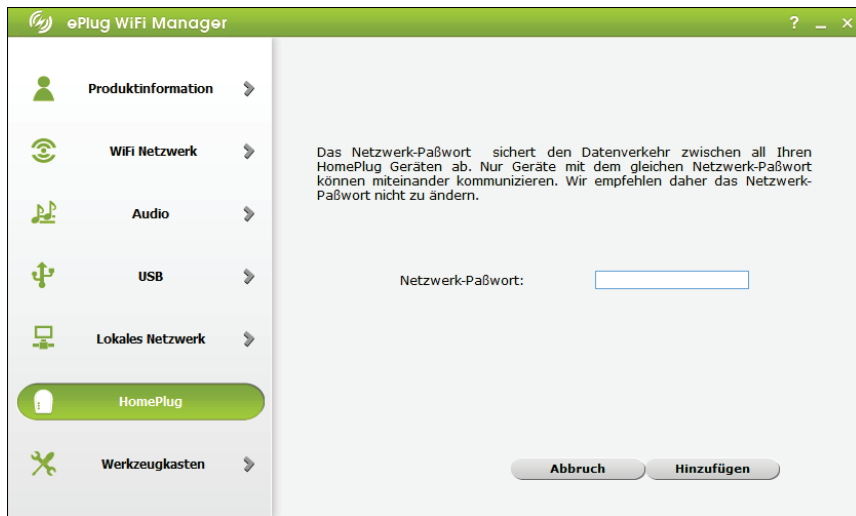 ePlug WiFi Manager
? _ ×
Produktinformation
WiFi Netzwerk
Audio
USB
Lokales Netzwerk
HomePlug
Werkzeugkasten
Das Netzwerk-Paßwort sichert den Datenverkehr zwischen all Ihren
HomePlug Geräten ab. Nur Geräte mit dem gleichen Netzwerk-Paßwort
können miteinander kommunizieren. Wir empfehlen daher das Netzwerk-
Paßwort nicht zu ändern.
Netzwerk-Paßwort:
Abbruch Hinzufügen